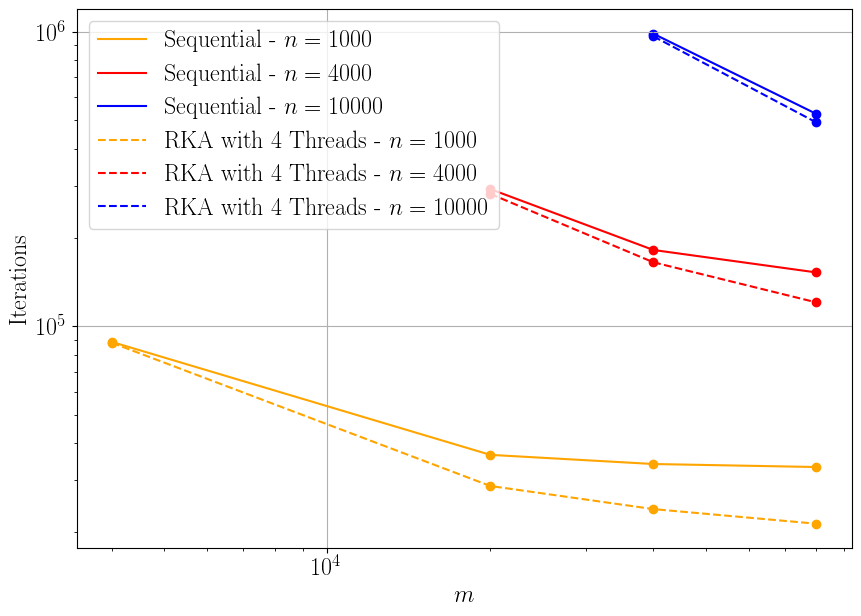 10^6
10^5
Iterations
Sequential - n = 1000
Sequential - n = 4000
Sequential - n = 10000
RKA with 4 Threads - n = 1000
RKA with 4 Threads - n = 4000
RKA with 4 Threads - n = 10000
10^4
m